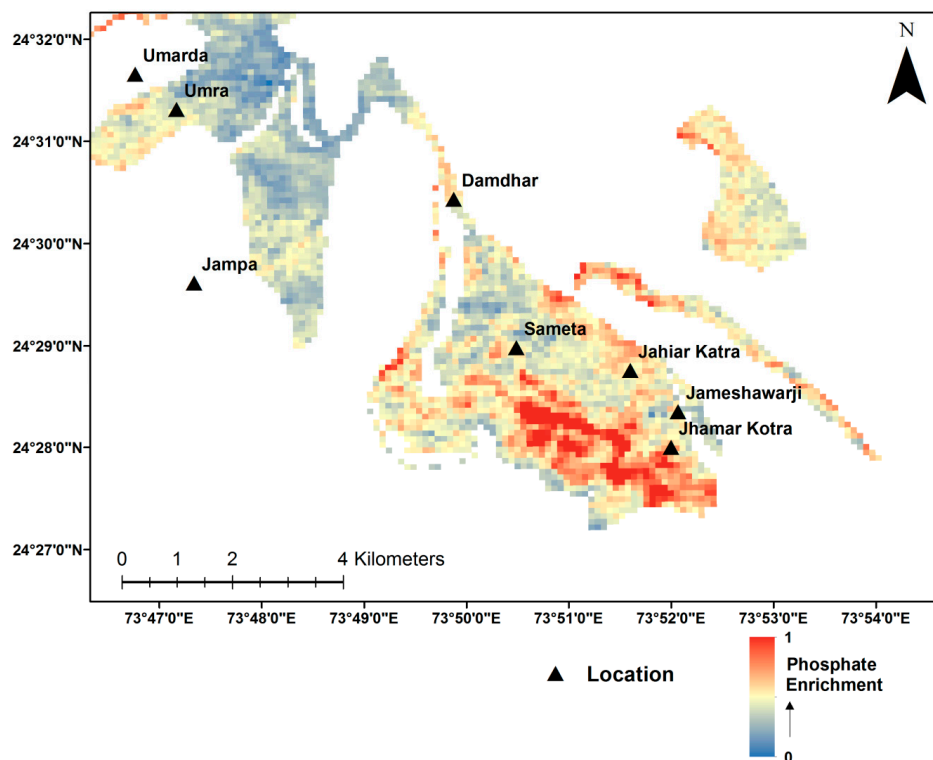 24°32'0"N
N
Umarda
Umra
24°31'0"N
Damdhar
24°30'0"N
Jampa
24°29'0"N
Sameta
Jahiar Katra
Jameshawarji
24°28'0"N
Jhamar Kotra
24°27'0"N
0 1 2 4 Kilometers
73°47'0"E 73°48'0"E 73°49'0"E 73°50'0"E 73°51'0"E 73°52'0"E 73°53'0"E 73°54'0"E
Location
1
Phosphate
Enrichment
0